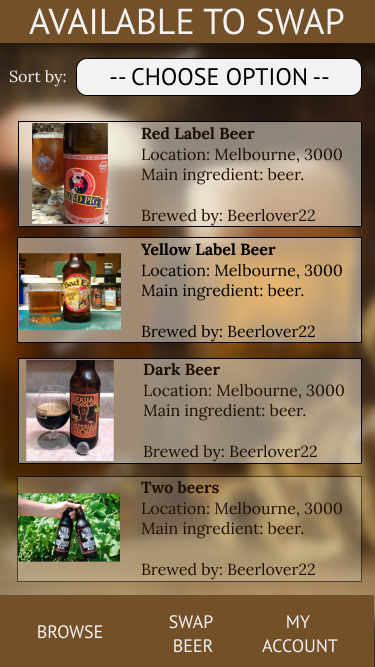 AVAILABLE TO SWAP
Sort by:
-- CHOOSE OPTION --
Red Label Beer
Location: Melbourne, 3000
Main ingredient: beer.
Brewed by: Beerlover22
Yellow Label Beer
Location: Melbourne, 3000
Main ingredient: beer.
Brewed by: Beerlover22
Dark Beer
Location: Melbourne, 3000
Main ingredient: beer.
Brewed by: Beerlover22
SEXUAL
CHOCOLATE
IMPERIAL
Two beers
Location: Melbourne, 3000
Main ingredient: beer.
Brewed by: Beerlover22
BROWSE
SWAP
BEER
MY
ACCOUNT